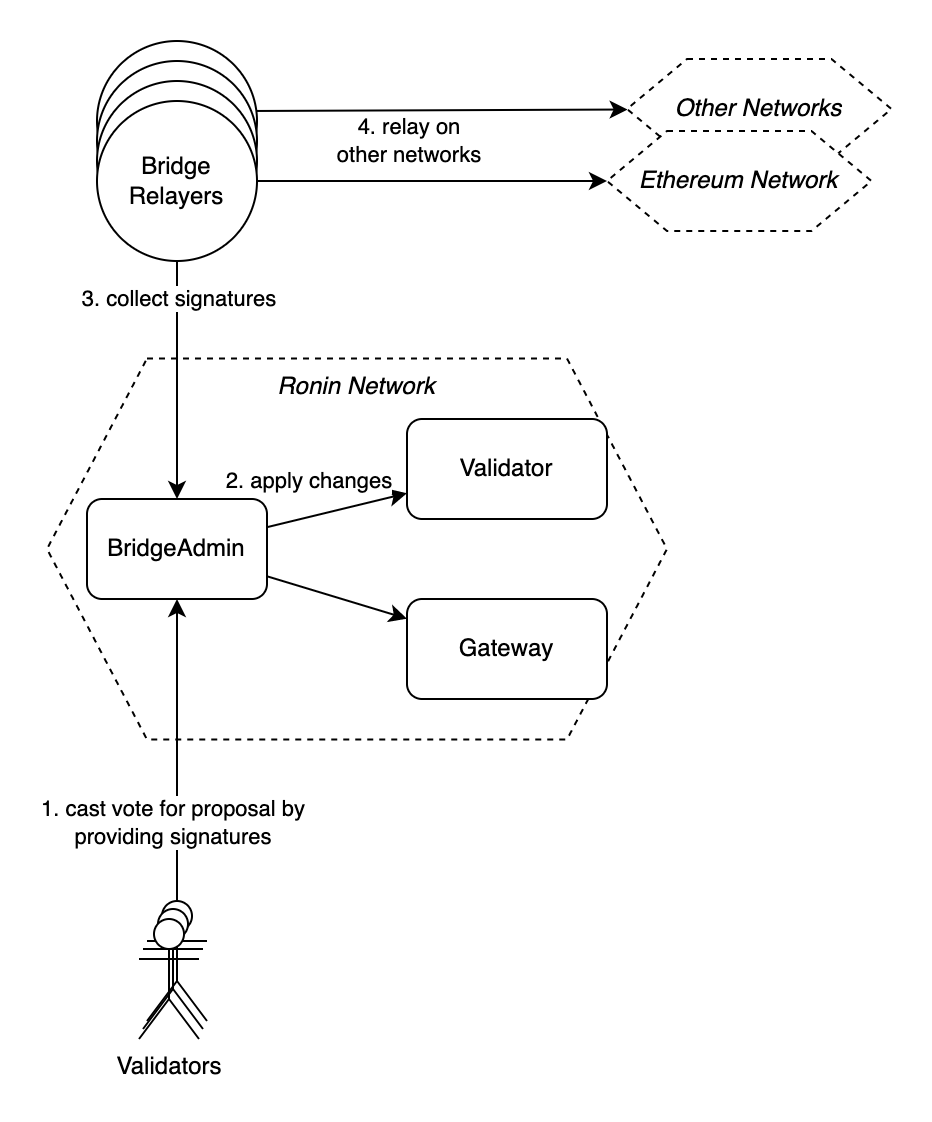 Other Networks
4. relay on
other networks
Bridge
Relayers
Ethereum Network
3. collect signatures
Ronin Network
Validator
2. apply changes
BridgeAdmin
Gateway
1. cast vote for proposal by
providing signatures
Validators